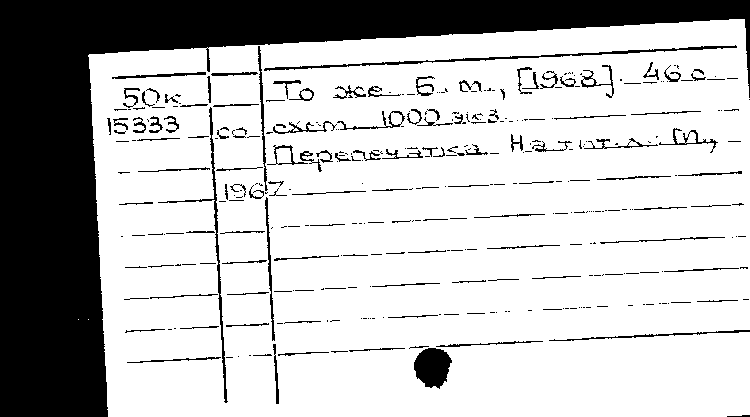 50к То же. Б. м., [1968]. 46 с.
15333 со схем. 1000 экз.
Перепечатка. На тит. л.: М.,
1967.